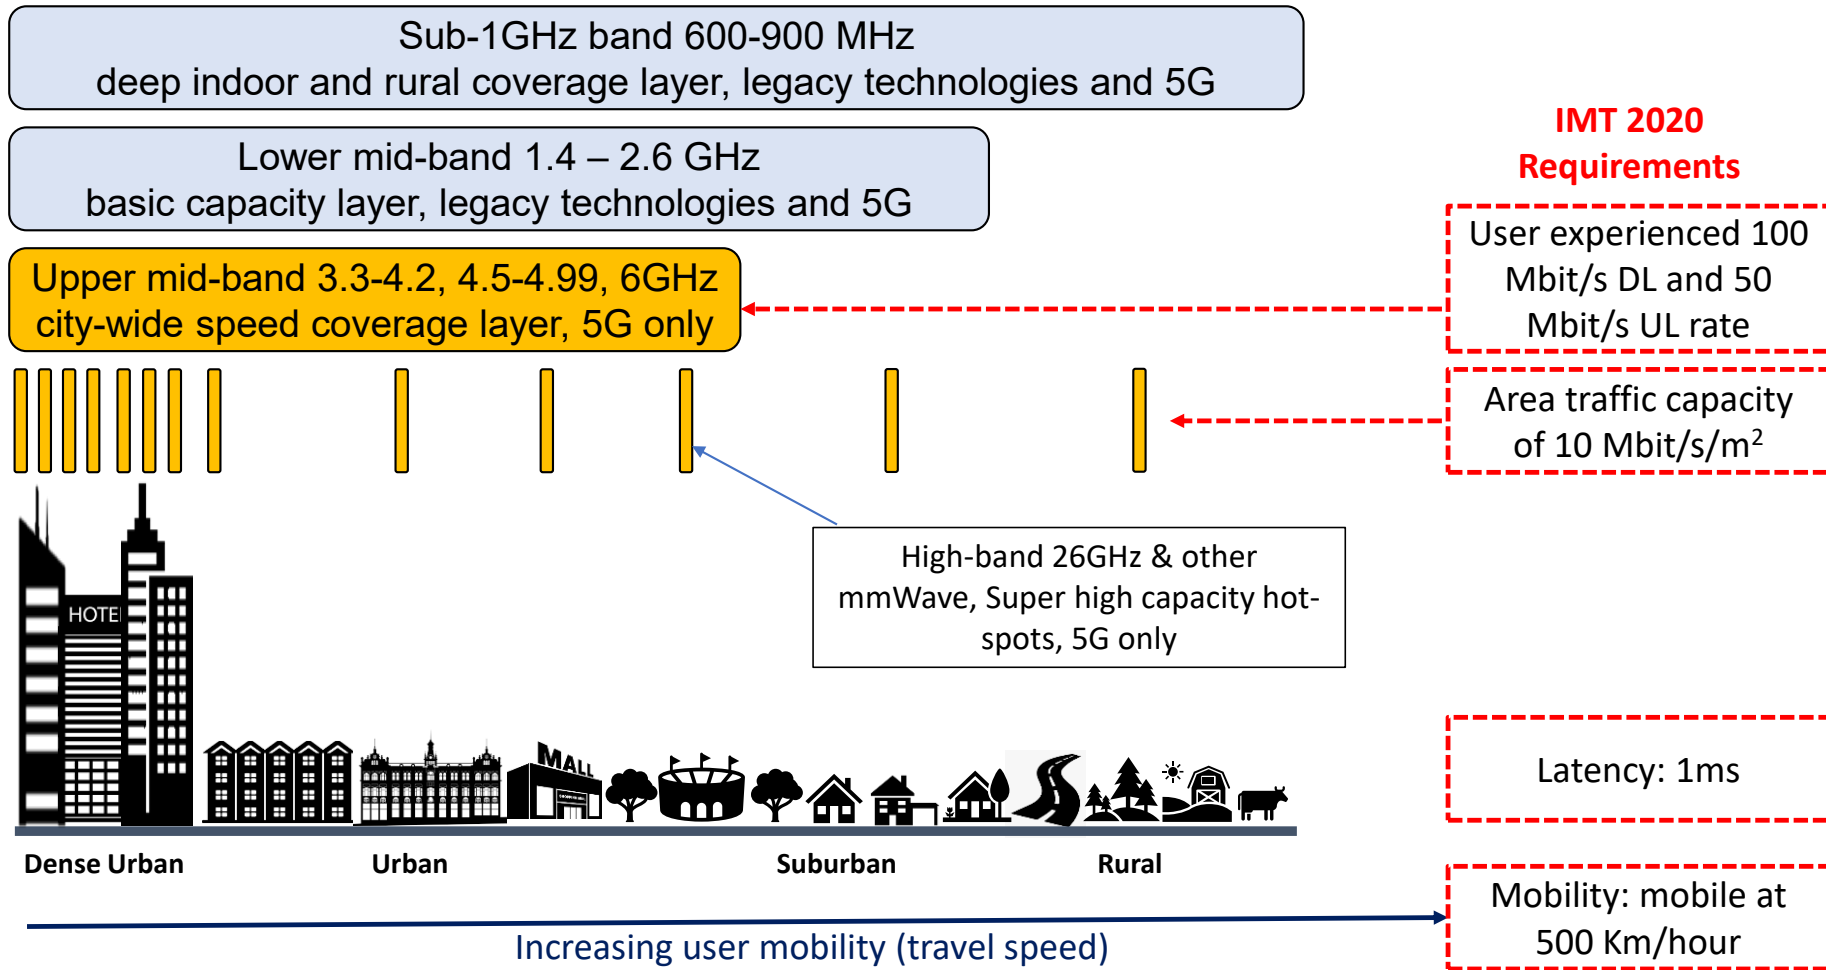 Sub-1GHz band 600-900 MHz
deep indoor and rural coverage layer, legacy technologies and 5G
Lower mid-band 1.4 – 2.6 GHz
basic capacity layer, legacy technologies and 5G
Upper mid-band 3.3-4.2, 4.5-4.99, 6GHz
city-wide speed coverage layer, 5G only
IMT 2020
Requirements
User experienced 100
Mbit/s DL and 50
Mbit/s UL rate
Area traffic capacity
of 10 Mbit/s/m²
High-band 26GHz & other
mmWave, Super high capacity hot-
spots, 5G only
HOTE
MALL
Latency: 1ms
Dense Urban
Urban
Suburban
Rural
Mobility: mobile at
500 Km/hour
Increasing user mobility (travel speed)